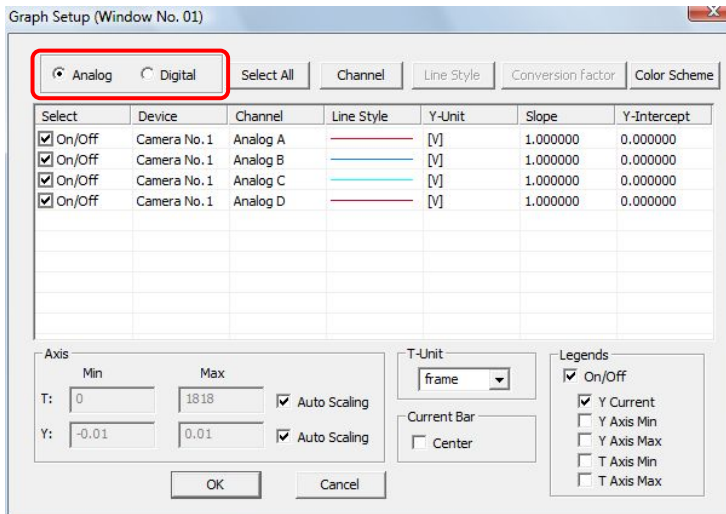 Graph Setup (Window No. 01)
Analog Digital Select All Channel Line Style Conversion factor Color Scheme
Select Device Channel Line Style Y-Unit Slope Y-Intercept
On/Off Camera No. 1 Analog A [V] 1.000000 0.000000
On/Off Camera No. 1 Analog B [V] 1.000000 0.000000
On/Off Camera No. 1 Analog C [V] 1.000000 0.000000
On/Off Camera No. 1 Analog D [V] 1.000000 0.000000
Axis
Min Max
T: 0 1818 Auto Scaling
Y: -0.01 0.01 Auto Scaling
T-Unit
frame
Current Bar
Center
Legends
On/Off
Y Current
Y Axis Min
Y Axis Max
T Axis Min
T Axis Max
OK Cancel